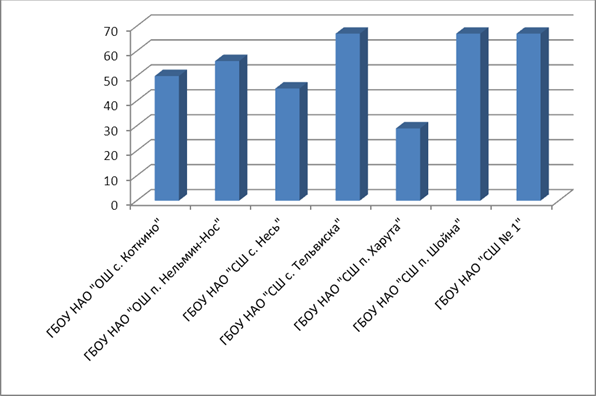 70
60
50
40
30
20
10
0
ГБОУ НАО "ОШ с. Коткино"
ГБОУ НАО "ОШ п. Нельмин-Нос"
ГБОУ НАО "СШ с. Несь"
ГБОУ НАО "СШ с. Тельвиска"
ГБОУ НАО "СШ п. Харута"
ГБОУ НАО "СШ п. Шойна"
ГБОУ НАО "СШ № 1"